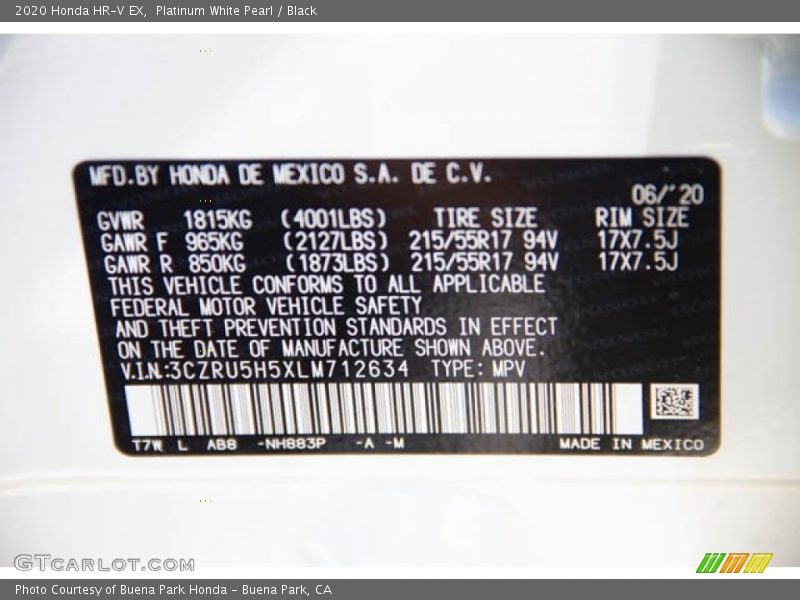 2020 Honda HR-V EX, Platinum White Pearl / Black
MFD.BY HONDA DE MEXICO S.A. DE C.V.
06/'20
GVWR 1815KG (4001LBS) TIRE SIZE RIM SIZE
GAWR F 965KG (2127LBS) 215/55R17 94V 17X7.5J
GAWR R 850KG (1873LBS) 215/55R17 94V 17X7.5J
THIS VEHICLE CONFORMS TO ALL APPLICABLE
FEDERAL MOTOR VEHICLE SAFETY
AND THEFT PREVENTION STANDARDS IN EFFECT
ON THE DATE OF MANUFACTURE SHOWN ABOVE.
V.I.N.:3CZRU5H5XLM712634 TYPE: MPV
T7W L AB8 -NH883P -A -M MADE IN MEXICO
GTCARLOT.COM
Photo Courtesy of Buena Park Honda - Buena Park, CA